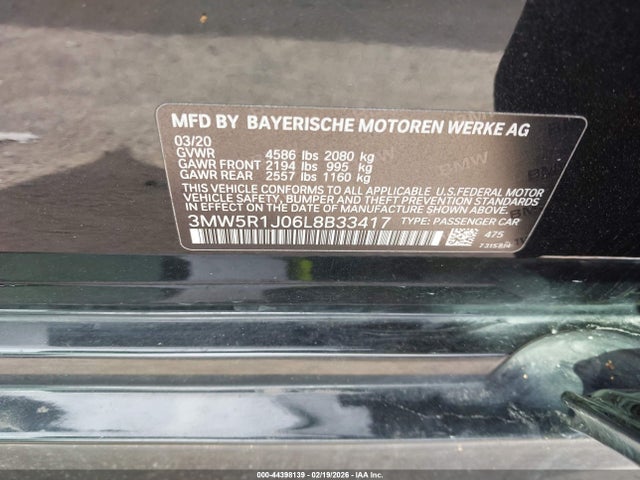 MFD BY BAYERISCHE MOTOREN WERKE AG
03/20
GVWR 4586 lbs 2080 kg
GAWR FRONT 2194 lbs 995 kg
GAWR REAR 2557 lbs 1160 kg
THIS VEHICLE CONFORMS TO ALL APPLICABLE U.S.FEDERAL MOTOR
VEHICLE SAFETY, BUMPER, AND THEFT PREVENTION STANDARDS IN
EFFECT ON THE DATE OF MANUFACTURE SHOWN ABOVE.
3MW5R1J06L8B33417 TYPE: PASSENGER CAR
475
000-44398139 - 02/19/2026 - IAA Inc.